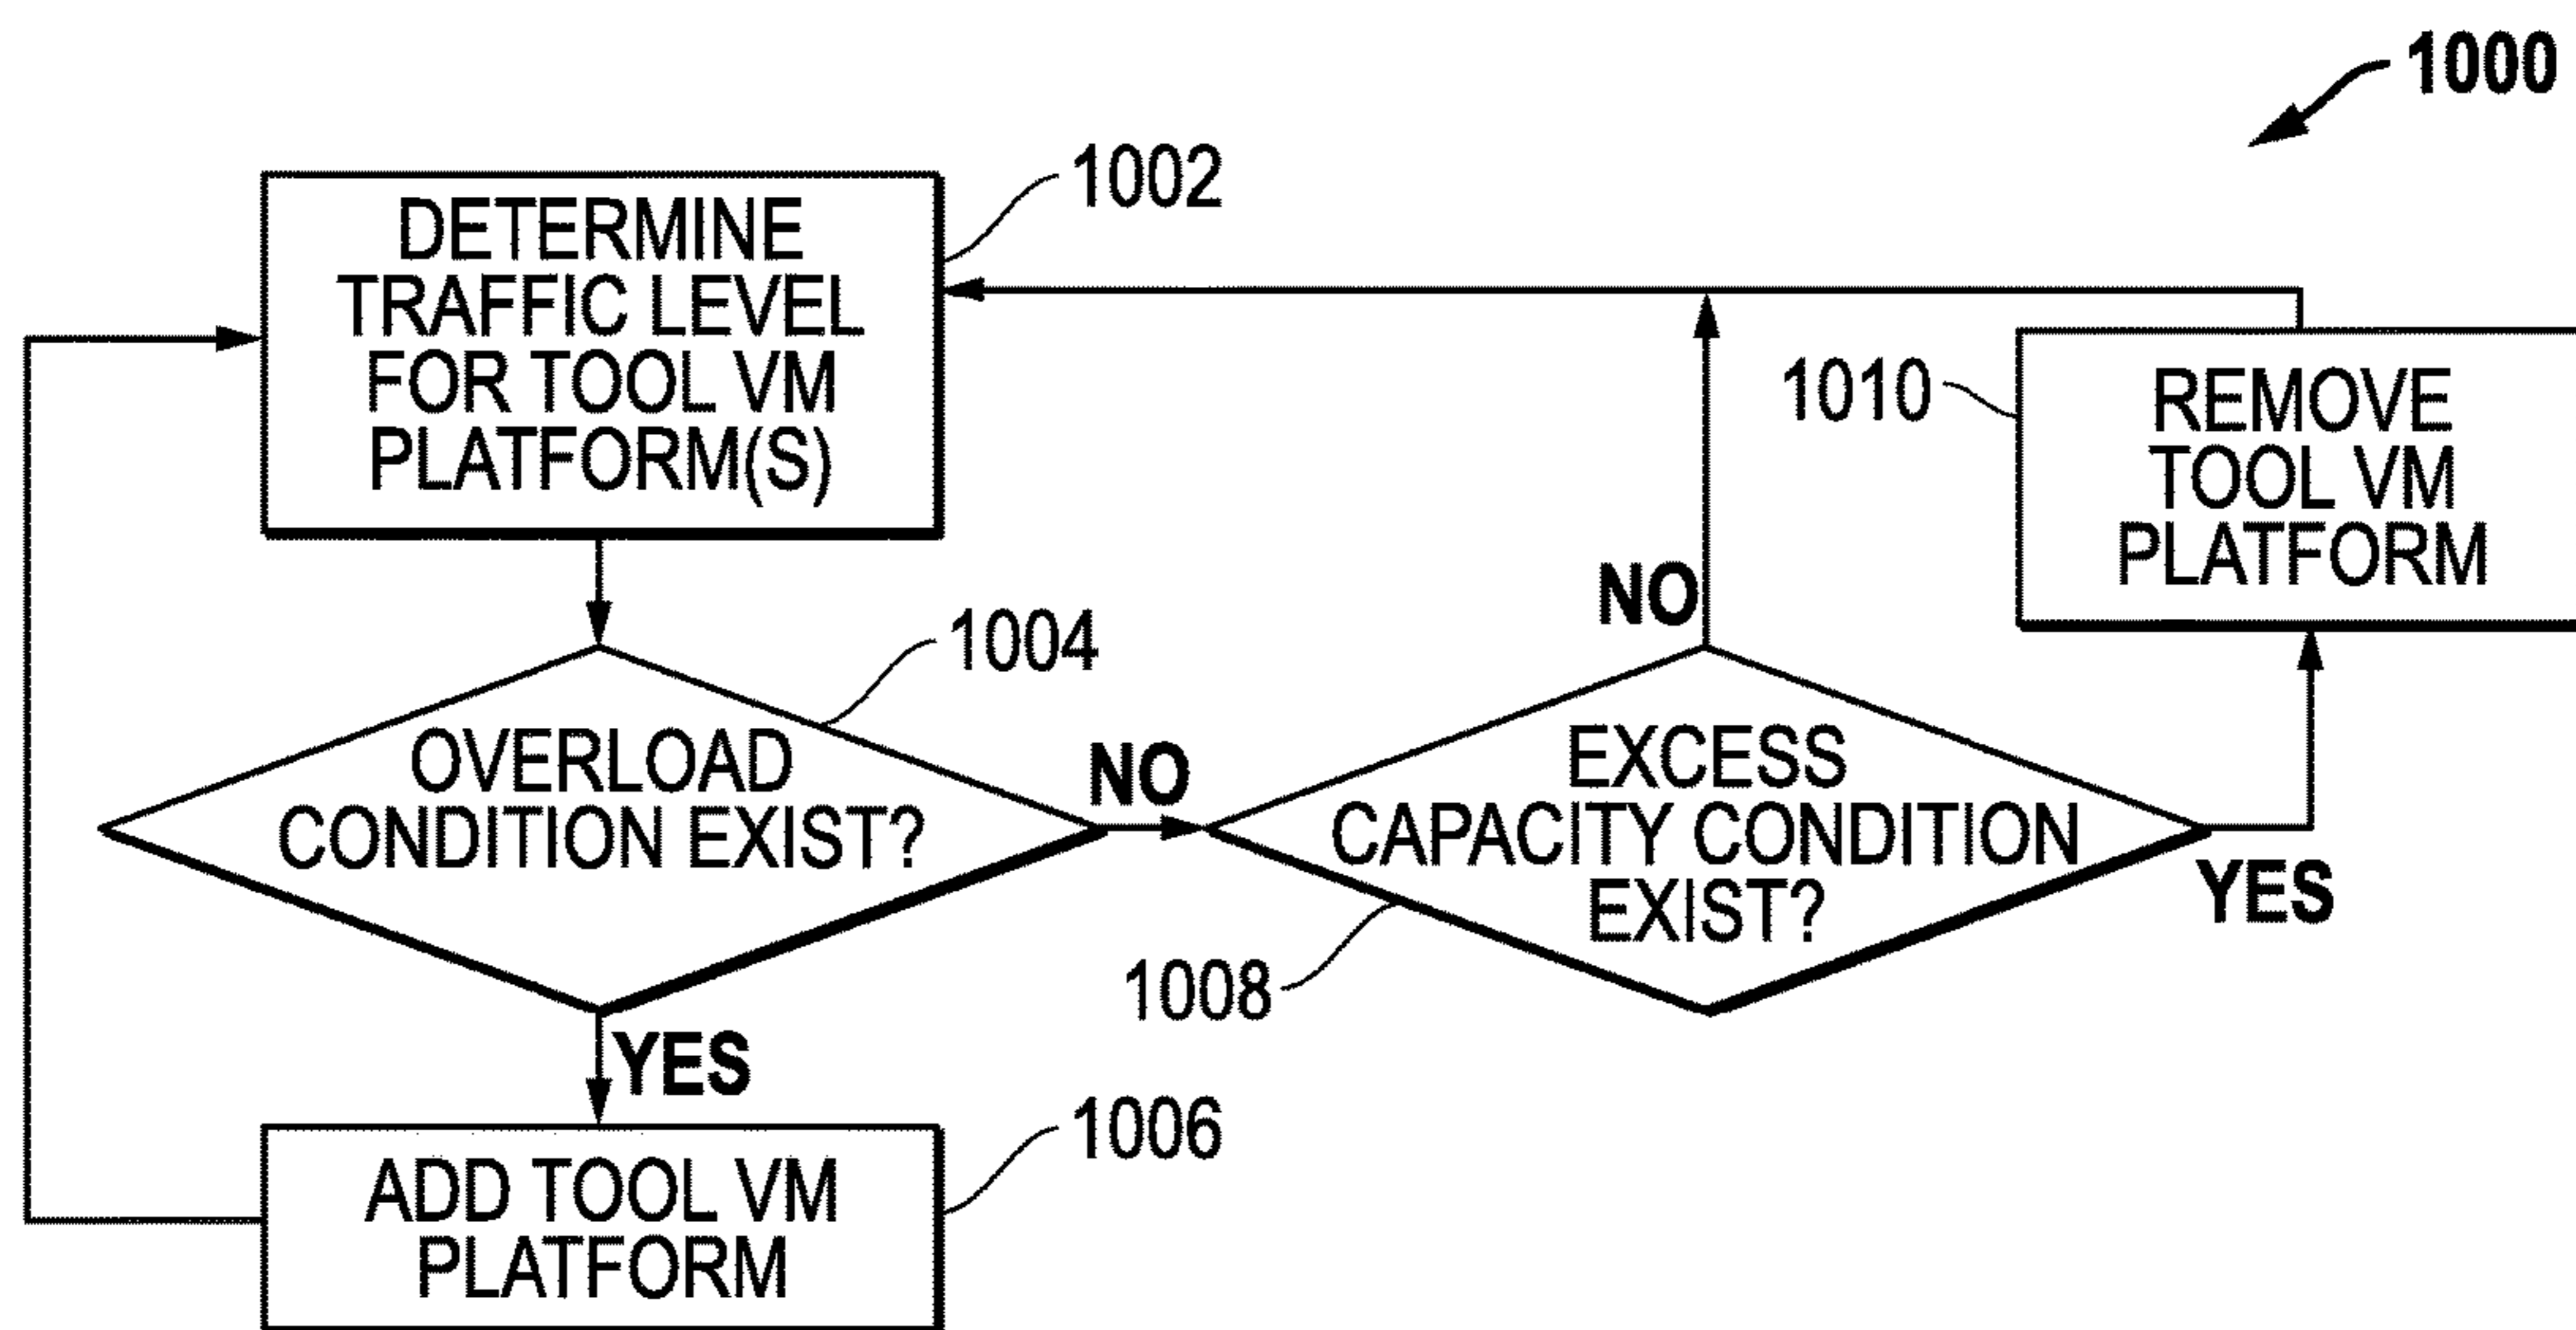 1000
1002
DETERMINE
TRAFFIC LEVEL
FOR TOOL VM
PLATFORM(S)
1010
REMOVE
TOOL VM
PLATFORM
NO
1004
OVERLOAD
CONDITION EXIST?
NO
EXCESS
CAPACITY CONDITION
EXIST?
YES
1008
YES
1006
ADD TOOL VM
PLATFORM